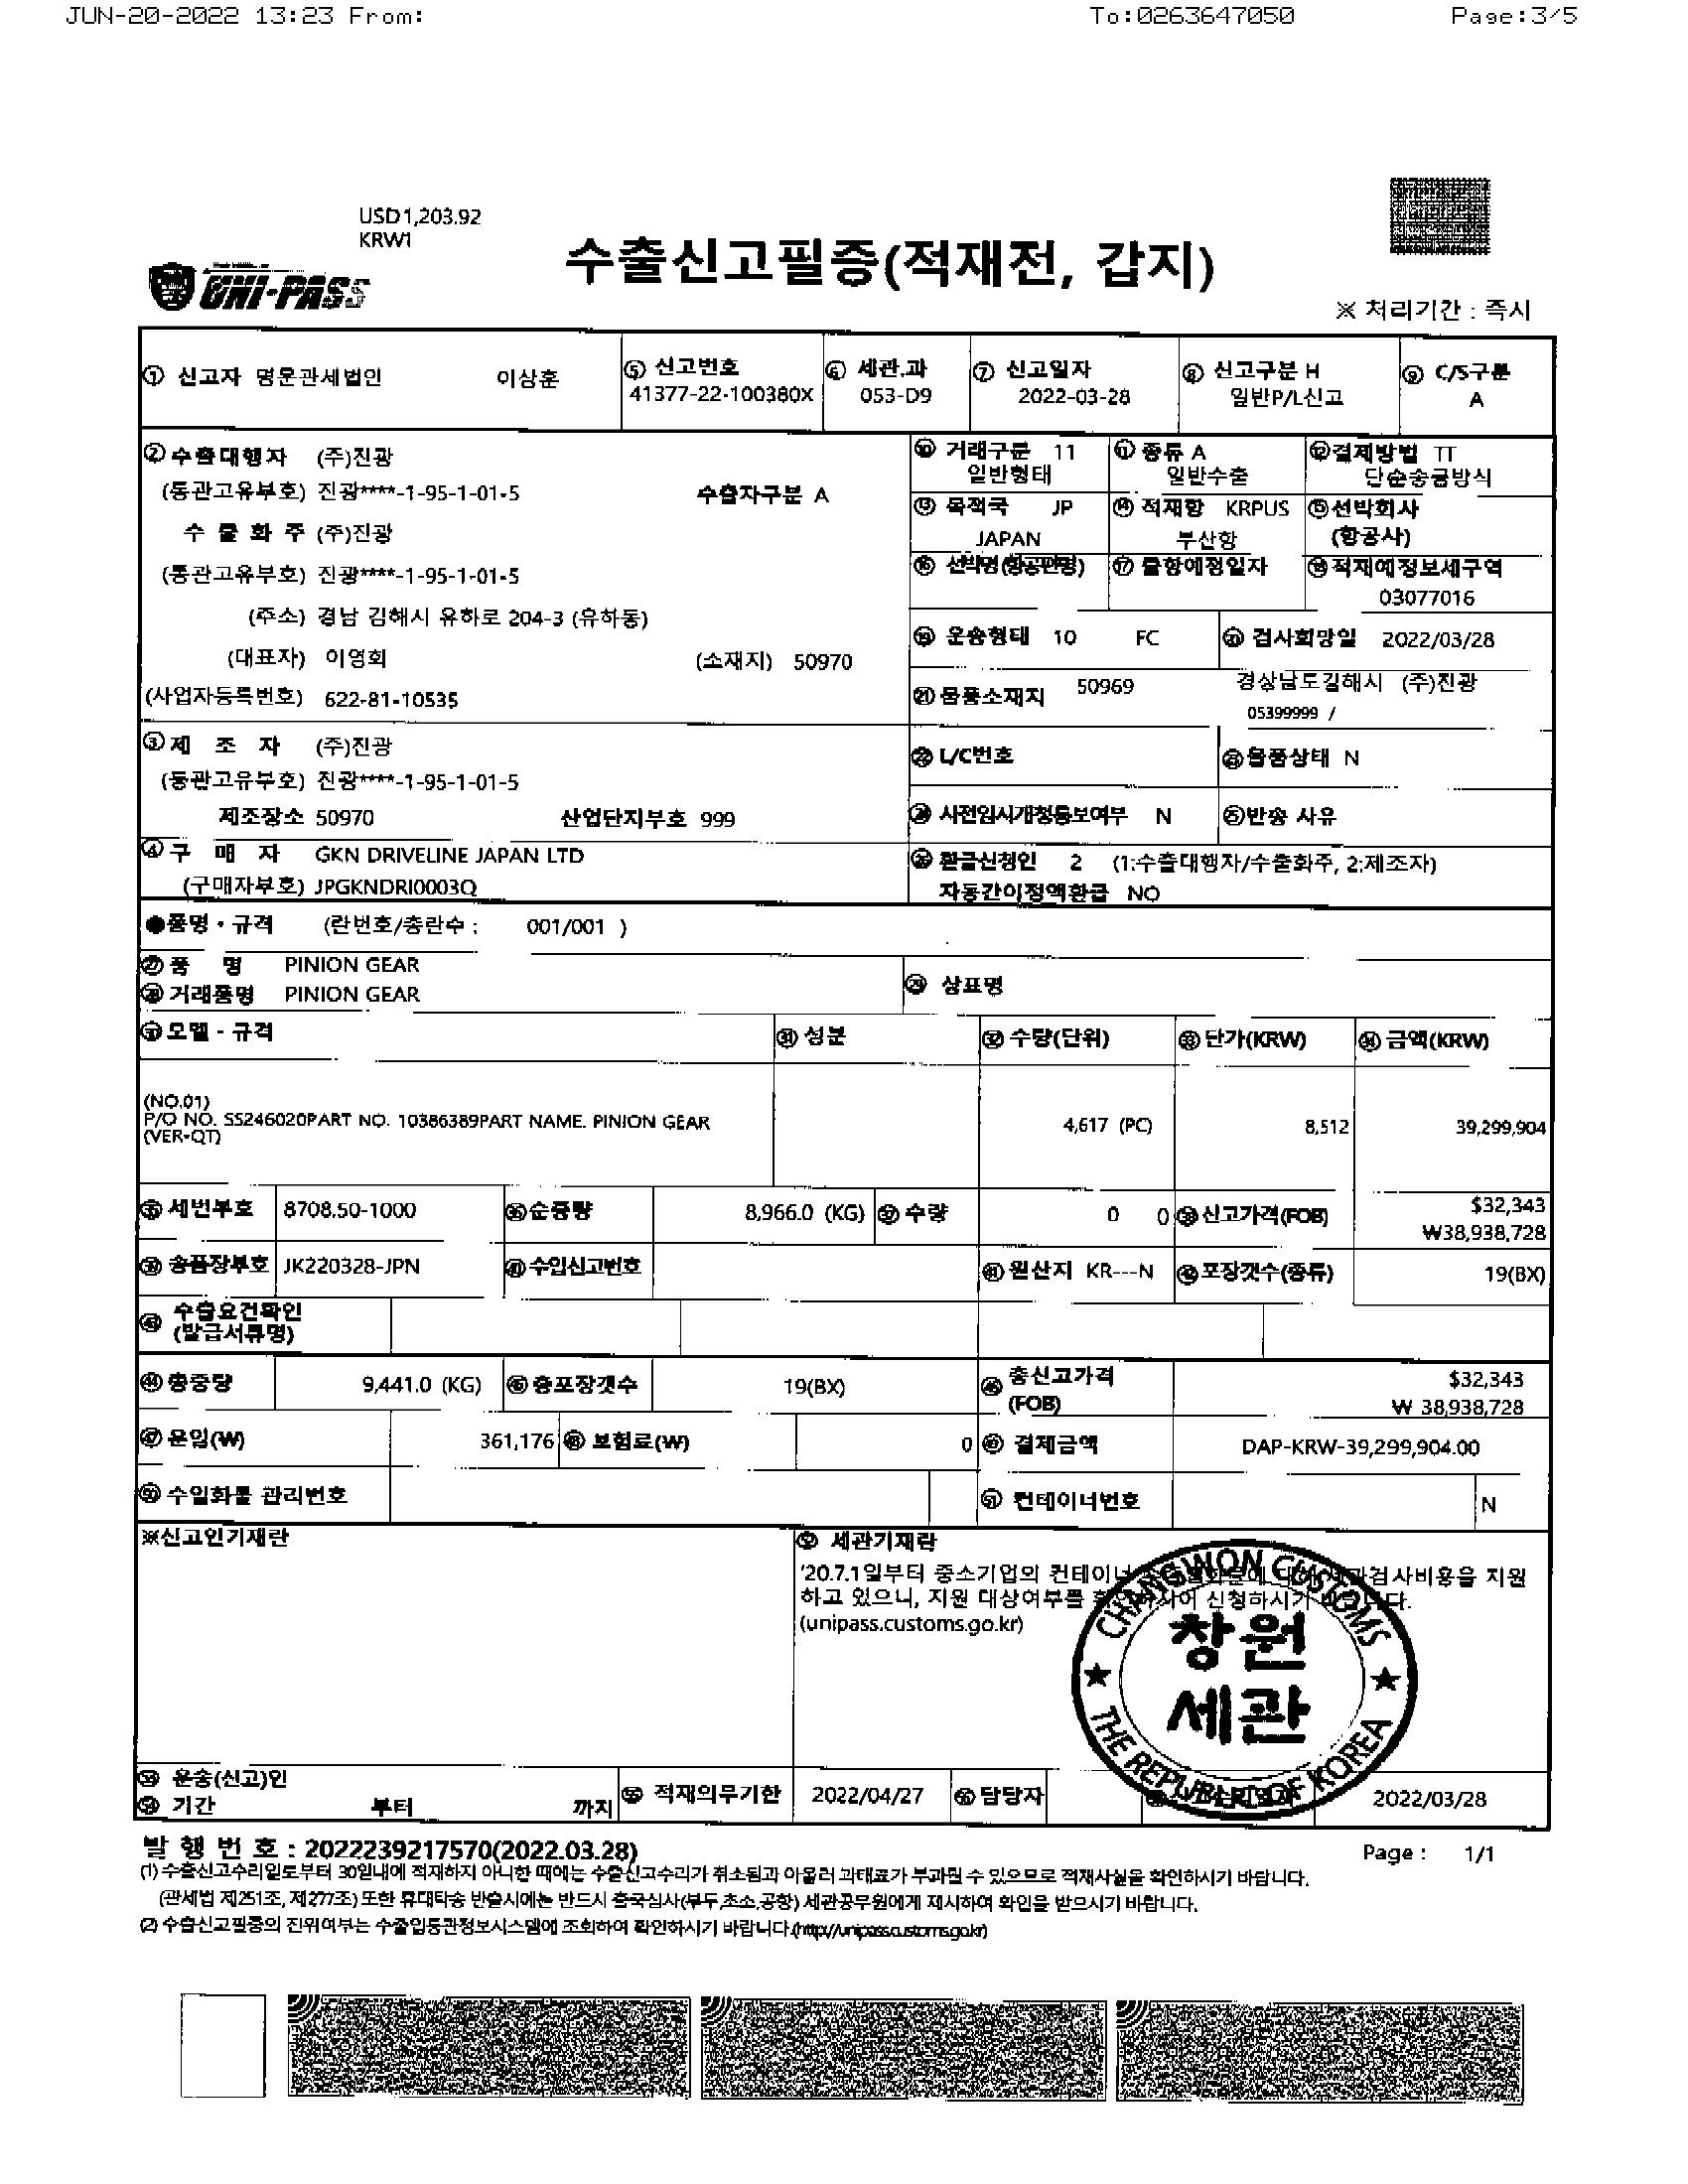 JUN-20-2022 13:23 From: To:0263647050 Page:3/5
USD1,203.92
KRW1
UNI-PASS
수출신고필증(적재전, 갑지)
※ 처리기간 : 즉시
① 신고자 명문관세법인 이상훈
⑤ 신고번호
41377-22-100380X
⑥ 세관.과
053-D9
⑦ 신고일자
2022-03-28
⑧ 신고구분 H
일반P/L신고
⑨ C/S구분
A
② 수출대행자 (주)진광
(통관고유부호) 진광****-1-95-1-01-5 수출자구분 A
수 출 화 주 (주)진광
(통관고유부호) 진광****-1-95-1-01-5
(주소) 경남 김해시 유하로 204-3 (유하동)
(대표자) 이영회 (소재지) 50970
(사업자등록번호) 622-81-10535
③ 제 조 자 (주)진광
(통관고유부호) 진광****-1-95-1-01-5
제조장소 50970 산업단지부호 999
④ 구 매 자 GKN DRIVELINE JAPAN LTD
(구매자부호) JPGKNDRI0003Q
⑩ 거래구분 11
일반형태
⑪ 종류 A
일반수출
⑫ 결제방법 TT
단순송금방식
⑬ 목적국 JP
JAPAN
⑭ 적재항 KRPUS
부산항
⑮ 선박회사
(항공사)
⑯ 선박명(항공편명)
⑰ 출항예정일자
⑱ 적재예정보세구역
03077016
⑲ 운송형태 10 FC
⑳ 검사희망일 2022/03/28
㉑ 물품소재지 50969 경상남도김해시 (주)진광
05399999 /
㉒ L/C번호
㉓ 물품상태 N
㉔ 사전임시개청통보여부 N
㉕ 반송 사유
㉖ 환급신청인 2 (1:수출대행자/수출화주, 2:제조자)
자동간이정액환급 NO
●품명・규격 (란번호/총란수 : 001/001 )
㉗ 품 명 PINION GEAR
㉘ 거래품명 PINION GEAR
㉙ 상표명
㉚ 모델・규격 ㉛ 성분 ㉜ 수량(단위) ㉝ 단가(KRW) ㉞ 금액(KRW)
(NO.01)
P/O NO. SS246020PART NO. 10386389PART NAME. PINION GEAR 4,617 (PC) 8,512 39,299,904
(VER-QT)
㉟ 세번부호 8708.50-1000 ㊱ 순중량 8,966.0 (KG) ㊲ 수량 0 0 ㊳ 신고가격(FOB) $32,343
₩38,938,728
㊴ 송품장부호 JK220328-JPN ㊵ 수입신고번호 ㊶ 원산지 KR---N ㊷ 포장갯수(종류) 19(BX)
㊸ 수출요건확인
(발급서류명)
㊹ 총중량 9,441.0 (KG) ㊺ 총포장갯수 19(BX) ㊻ 총신고가격
(FOB) $32,343
₩ 38,938,728
㊼ 운임(W) 361,176 ㊽ 보험료(W) 0 ㊾ 결제금액 DAP-KRW-39,299,904.00
㊿ 수입화물 관리번호 컨테이너번호 N
※신고인기재란
세관기재란
'20.7.1일부터 중소기업의 컨테이너 검사비용을 지원
하고 있으니, 지원 대상여부를 신청하시기
(unipass.customs.go.kr)
CHANGWON CUSTOMS
창원
세관
THE REPUBLIC OF KOREA
운송(신고)인
기간 부터 까지
적재의무기한 2022/04/27 담당자 2022/03/28
발 행 번 호 : 2022239217570(2022.03.28) Page : 1/1
(1) 수출신고수리일로부터 30일내에 적재하지 아니한 때에는 수출신고수리가 취소됨과 아울러 과태료가 부과될 수 있으므로 적재사실을 확인하시기 바랍니다.
(관세법 제251조, 제277조) 또한 휴대탁송 반출시에는 반드시 출국심사(부두,초소,공항) 세관공무원에게 제시하여 확인을 받으시기 바랍니다.
(2) 수출신고필증의 진위여부는 수출입통관정보시스템에 조회하여 확인하시기 바랍니다.(http://unipass.customs.go.kr)